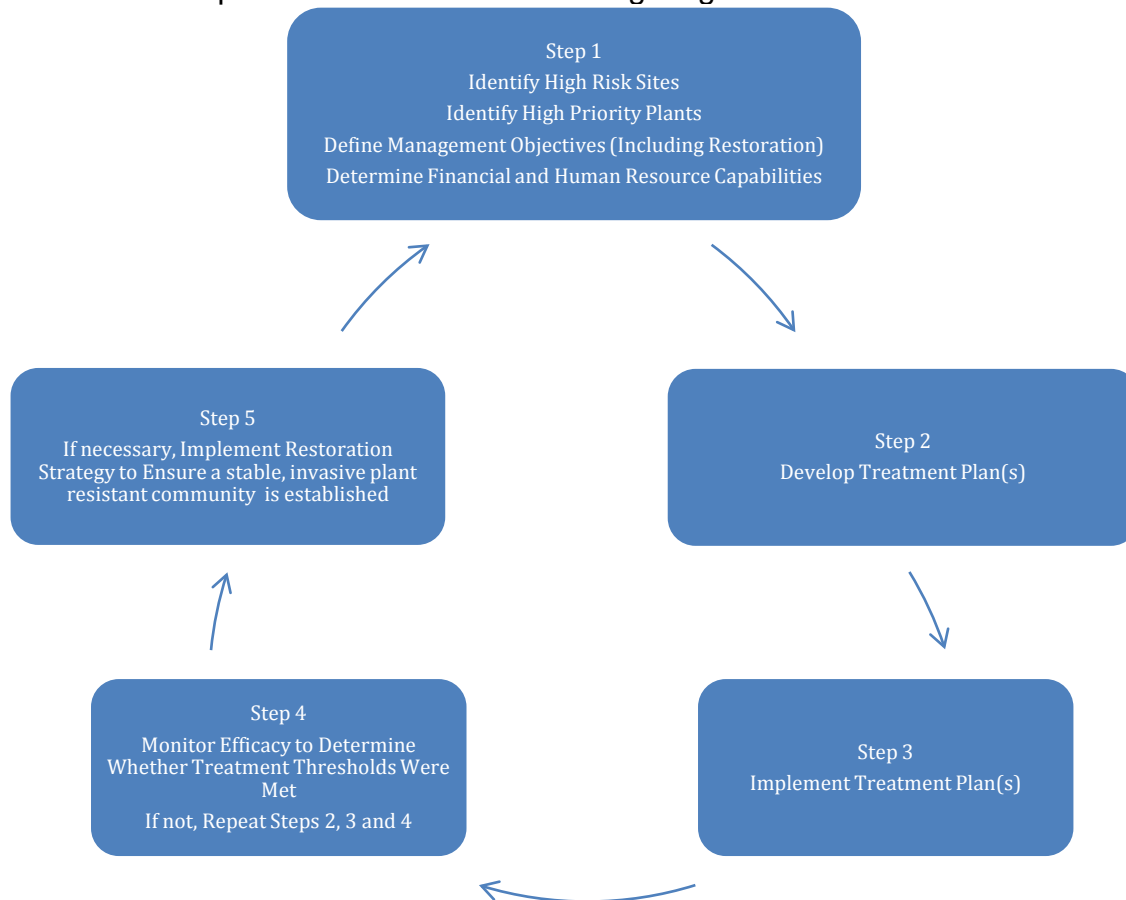 Step 1
Identify High Risk Sites
Identify High Priority Plants
Define Management Objectives (Including Restoration)
Determine Financial and Human Resource Capabilities
Step 2
Develop Treatment Plan(s)
Step 3
Implement Treatment Plan(s)
Step 4
Monitor Efficacy to Determine
Whether Treatment Thresholds Were
Met
If not, Repeat Steps 2, 3 and 4
Step 5
If necessary, Implement Restoration
Strategy to Ensure a stable, invasive plant
resistant community is established